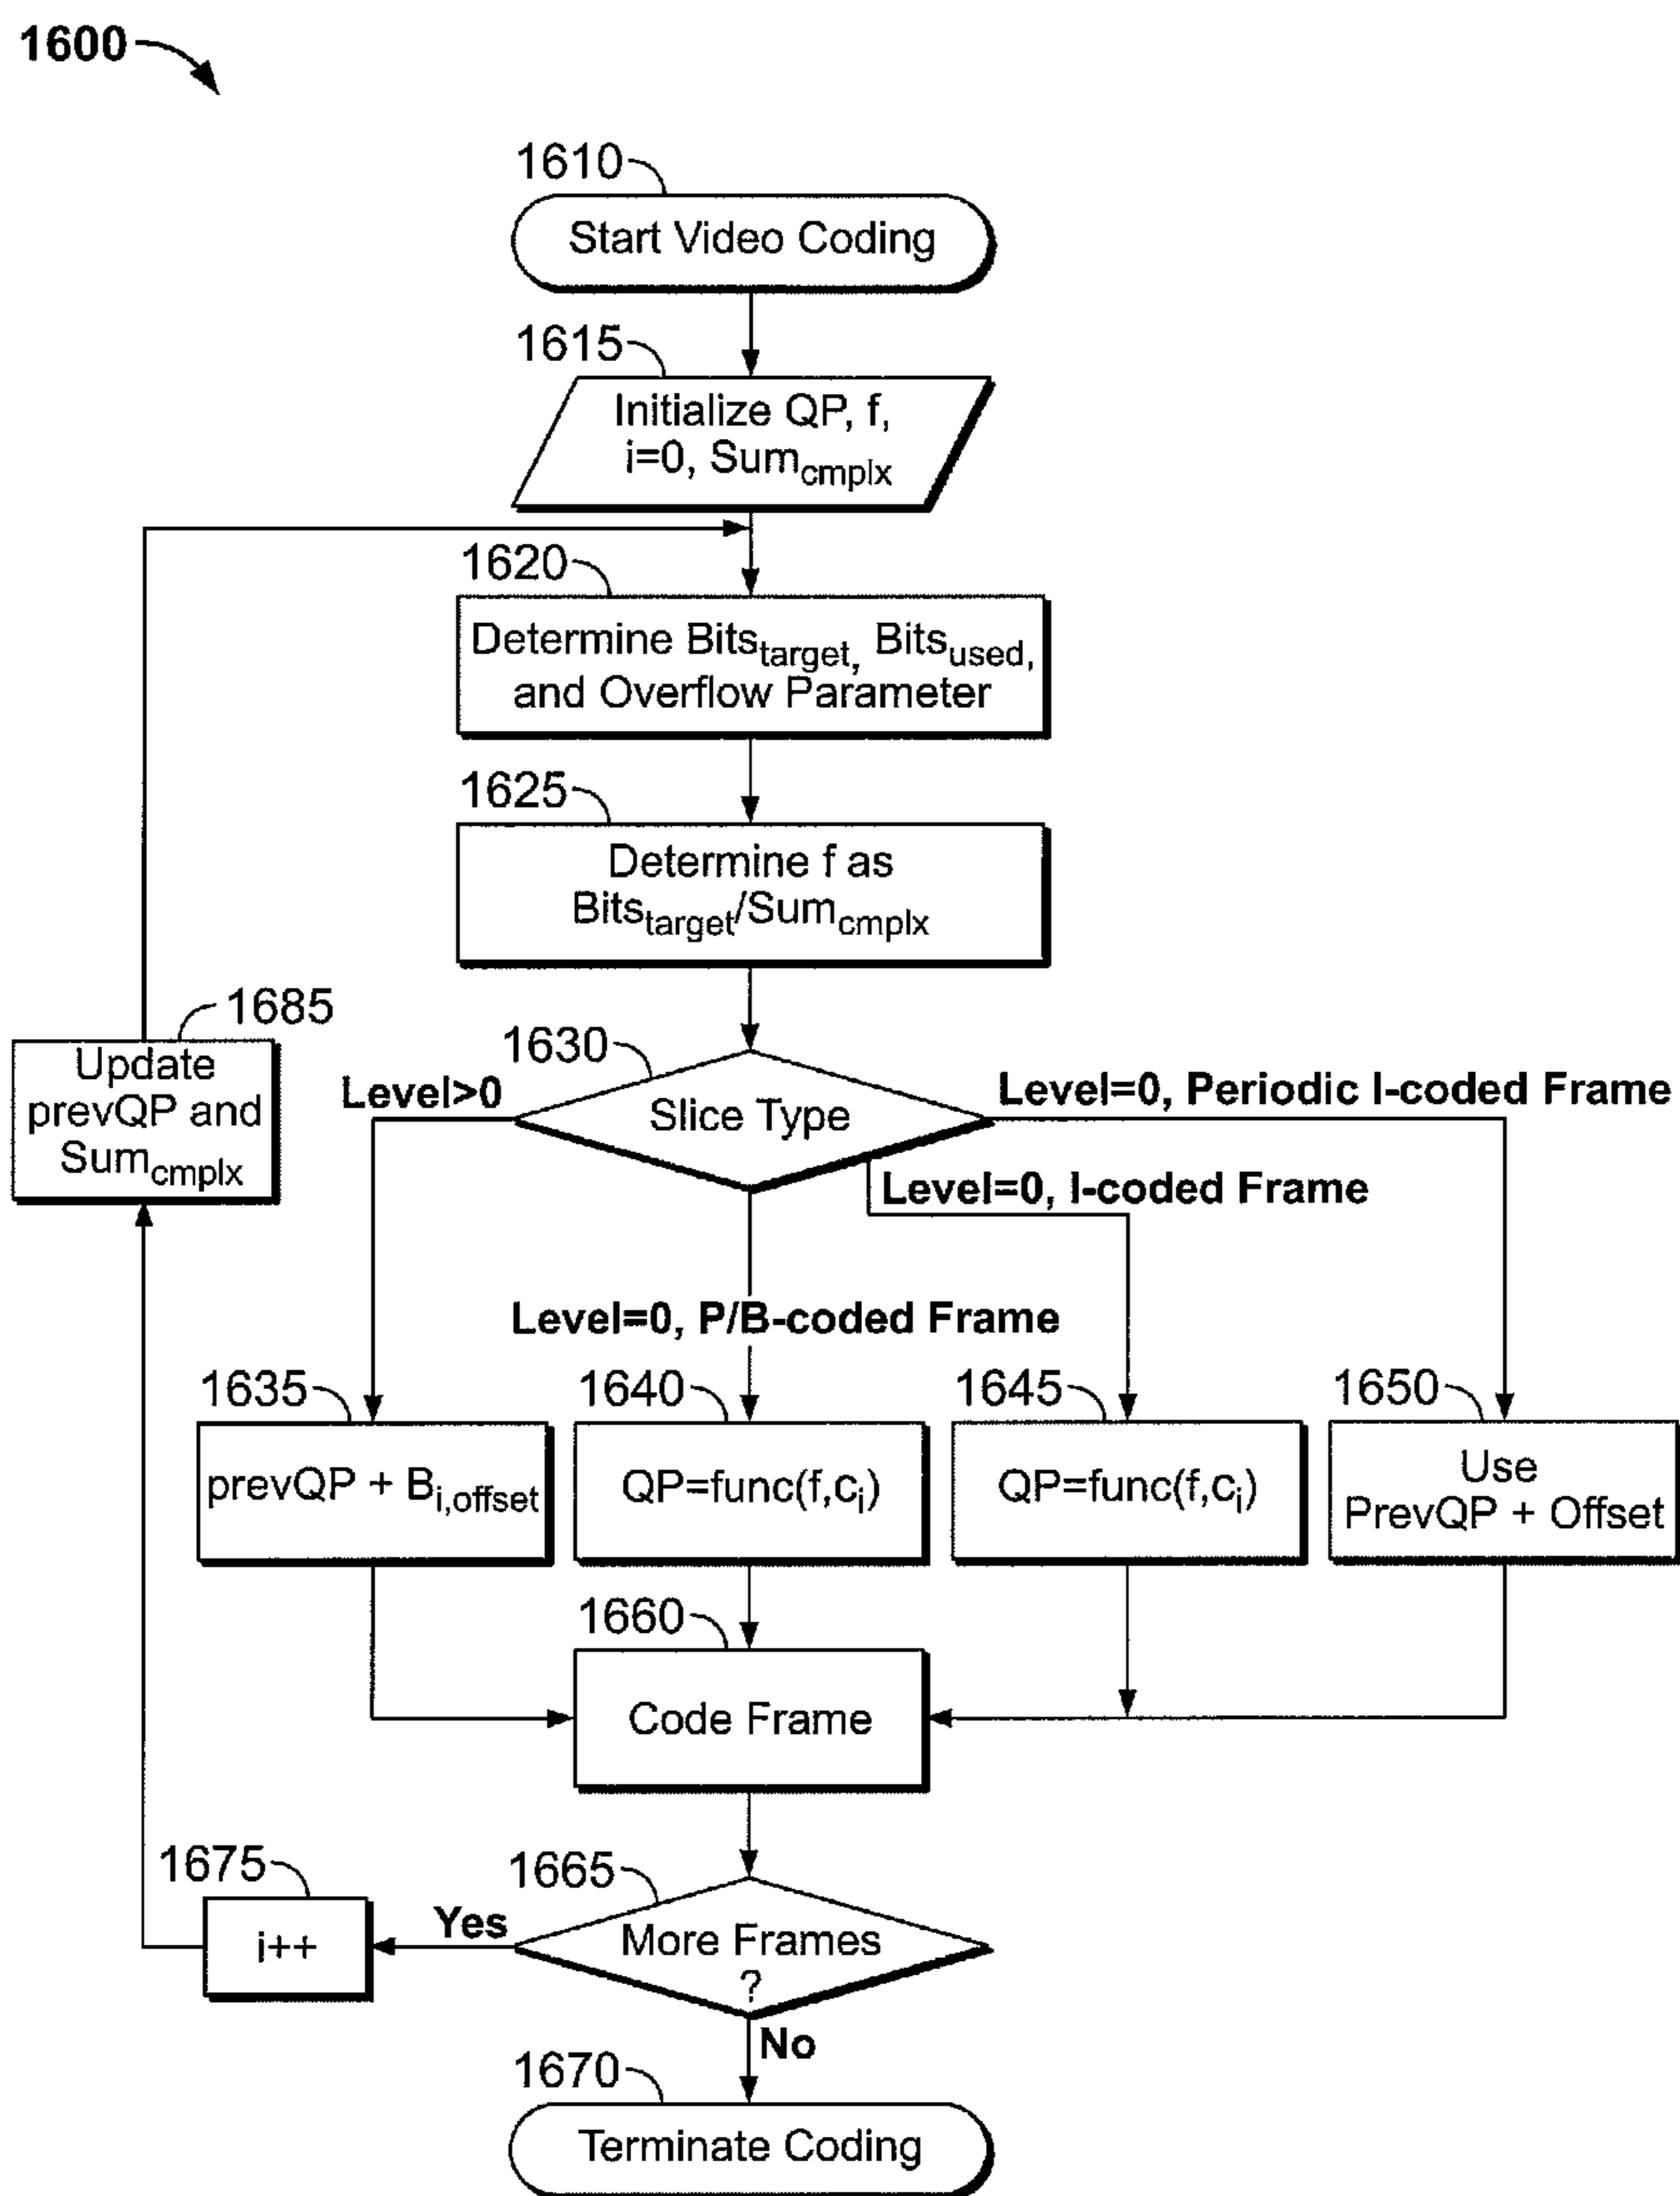 1600
1610
Start Video Coding
1615
Initialize QP, f,
i=0, Sumcmplx
1620
Determine Bitstarget, Bitsused,
and Overflow Parameter
1625
Determine f as
Bitstarget/Sumcmplx
1685
Update
prevQP and
Sumcmplx
1630
Slice Type
Level>0
Level=0, Periodic I-coded Frame
Level=0, I-coded Frame
Level=0, P/B-coded Frame
1635
prevQP + Bi,offset
1640
QP=func(f,ci)
1645
QP=func(f,ci)
1650
Use
PrevQP + Offset
1660
Code Frame
1675
i++
Yes
1665
More Frames
?
No
1670
Terminate Coding